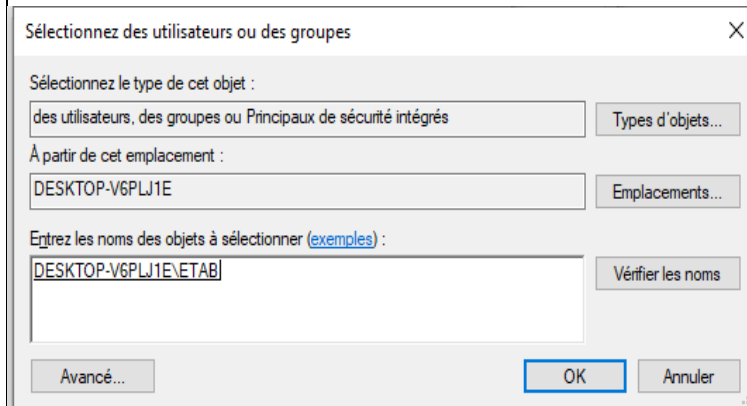 Sélectionnez des utilisateurs ou des groupes
Sélectionnez le type de cet objet :
des utilisateurs, des groupes ou Principaux de sécurité intégrés
Types d'objets...
À partir de cet emplacement :
DESKTOP-V6PLJ1E
Emplacements...
Entrez les noms des objets à sélectionner (exemples) :
DESKTOP-V6PLJ1E\ETAB
Vérifier les noms
Avancé...
OK
Annuler